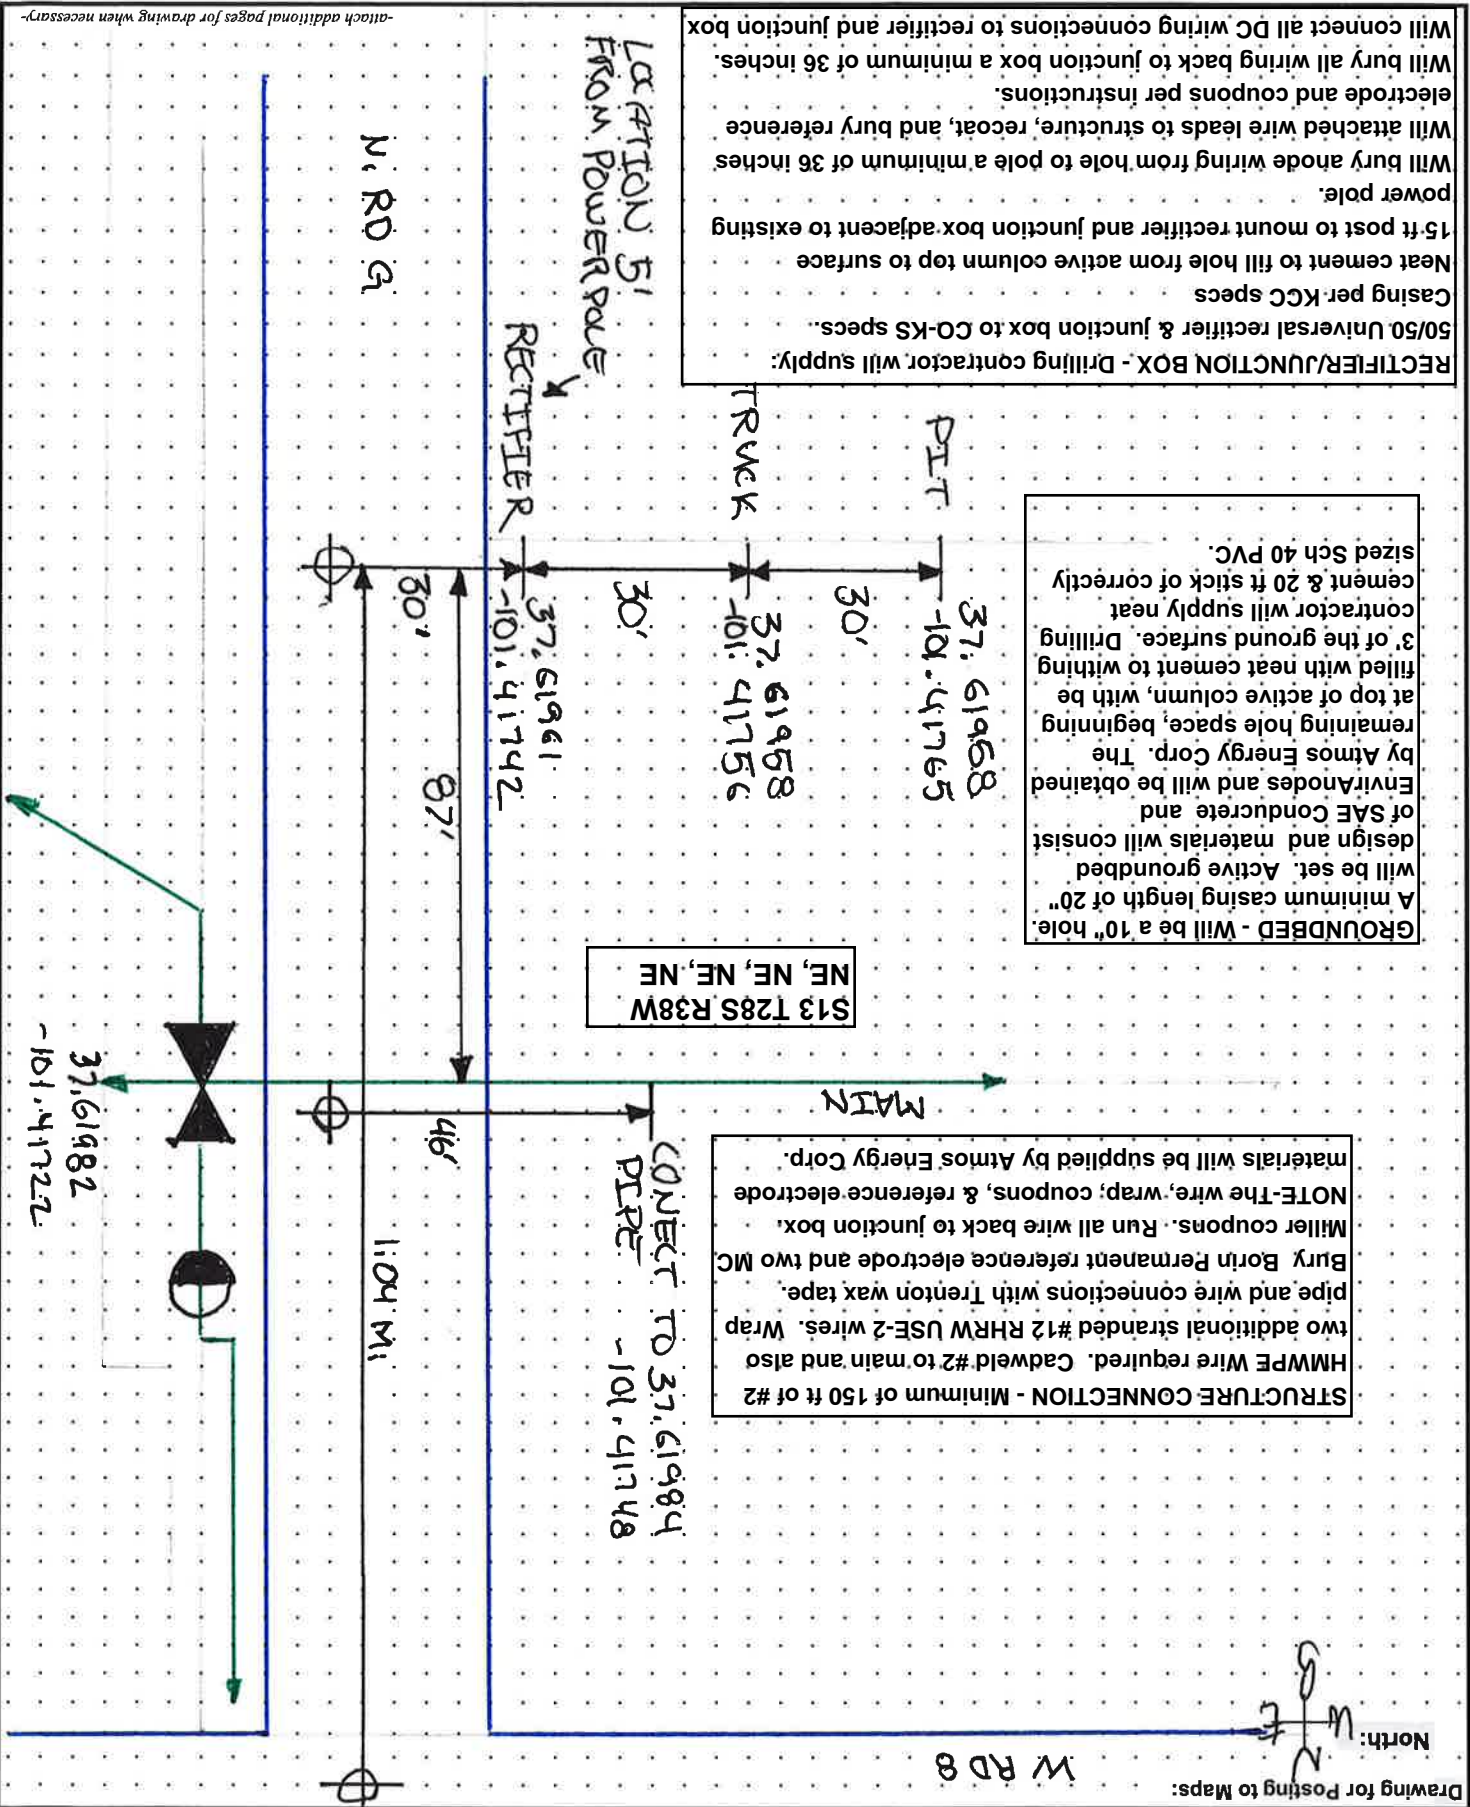 Drawing for Posting to Maps:
North:
N
W E
S
W RD 8
STRUCTURE CONNECTION - Minimum of 150 ft of #2
HMWPE Wire required. Cadweld #2 to main and also
two additional stranded #12 RHRW USE-2 wires. Wrap
pipe and wire connections with Trenton wax tape.
Bury Borin Permanent reference electrode and two MC
Miller coupons. Run all wire back to junction box.
NOTE-The wire, wrap, coupons, & reference electrode
materials will be supplied by Atmos Energy Corp.
CONECT TO 37.61984
PIPE -101.41748
1.04 Mi
46'
MAIN
37.61982
-101.41722
S13 T28S R38W
NE, NE, NE, NE
GROUNDBED - Will be a 10" hole.
A minimum casing length of 20"
will be set. Active groundbed
design and materials will consist
of SAE Conducrete and
EnvirAnodes and will be obtained
by Atmos Energy Corp. The
remaining hole space, beginning
at top of active column, with be
filled with neat cement to withing
3' of the ground surface. Drilling
contractor will supply neat
cement & 20 ft stick of correctly
sized Sch 40 PVC.
87'
37.61958
-101.41765
37.61958
-101.41756
37.61961
-101.41742
30'
30'
30'
PIT
TRUCK
RECTIFIER
LOCATION 5'
FROM POWER POLE
N. RD G
RECTIFIER/JUNCTION BOX - Drilling contractor will supply:
50/50 Universal rectifier & junction box to CO-KS specs.
Casing per KCC specs
Neat cement to fill hole from active column top to surface
15 ft post to mount rectifier and junction box adjacent to existing
power pole.
Will bury anode wiring from hole to pole a minimum of 36 inches
Will attached wire leads to structure, recoat, and bury reference
electrode and coupons per instructions.
Will bury all wiring back to junction box a minimum of 36 inches.
Will connect all DC wiring connections to rectifier and junction box
-attach additional pages for drawing when necessary-